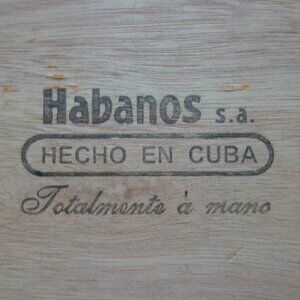 Habanos s.a.
HECHO EN CUBA
Totalmente à mano